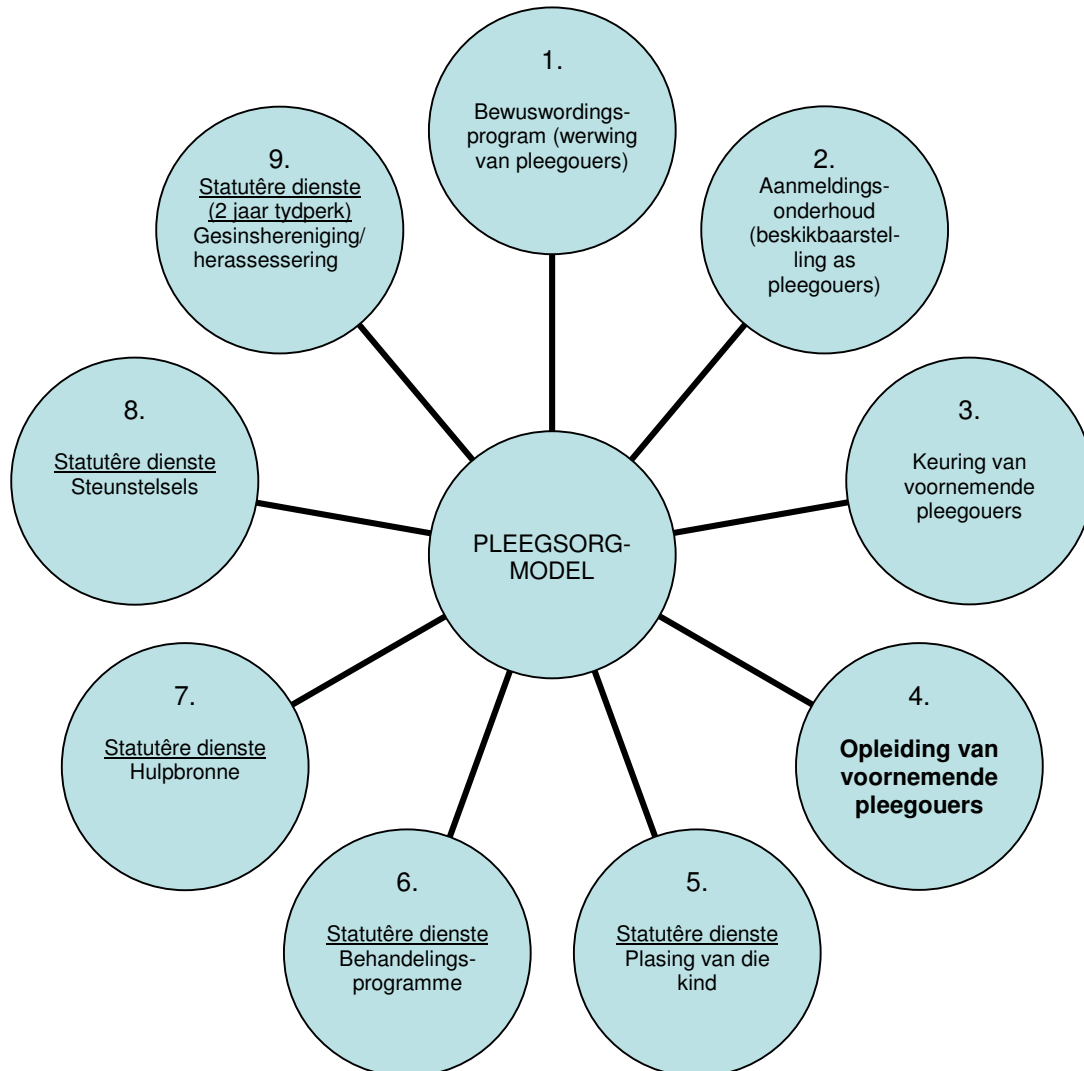 1.
Bewuswordings-
program (werwing
van pleegouers)
2.
Aanmeldings-
onderhoud
(beskikbaarstel-
ling as
pleegouers)
3.
Keuring van
voornemende
pleegouers
4.
Opleiding van
voornemende
pleegouers
5.
Statutêre dienste
Plasing van die
kind
6.
Statutêre dienste
Behandelings-
programme
7.
Statutêre dienste
Hulpbronne
8.
Statutêre dienste
Steunstelsels
9.
Statutêre dienste
(2 jaar tydperk)
Gesinshereniging/
herassessering
PLEEGSORG-
MODEL